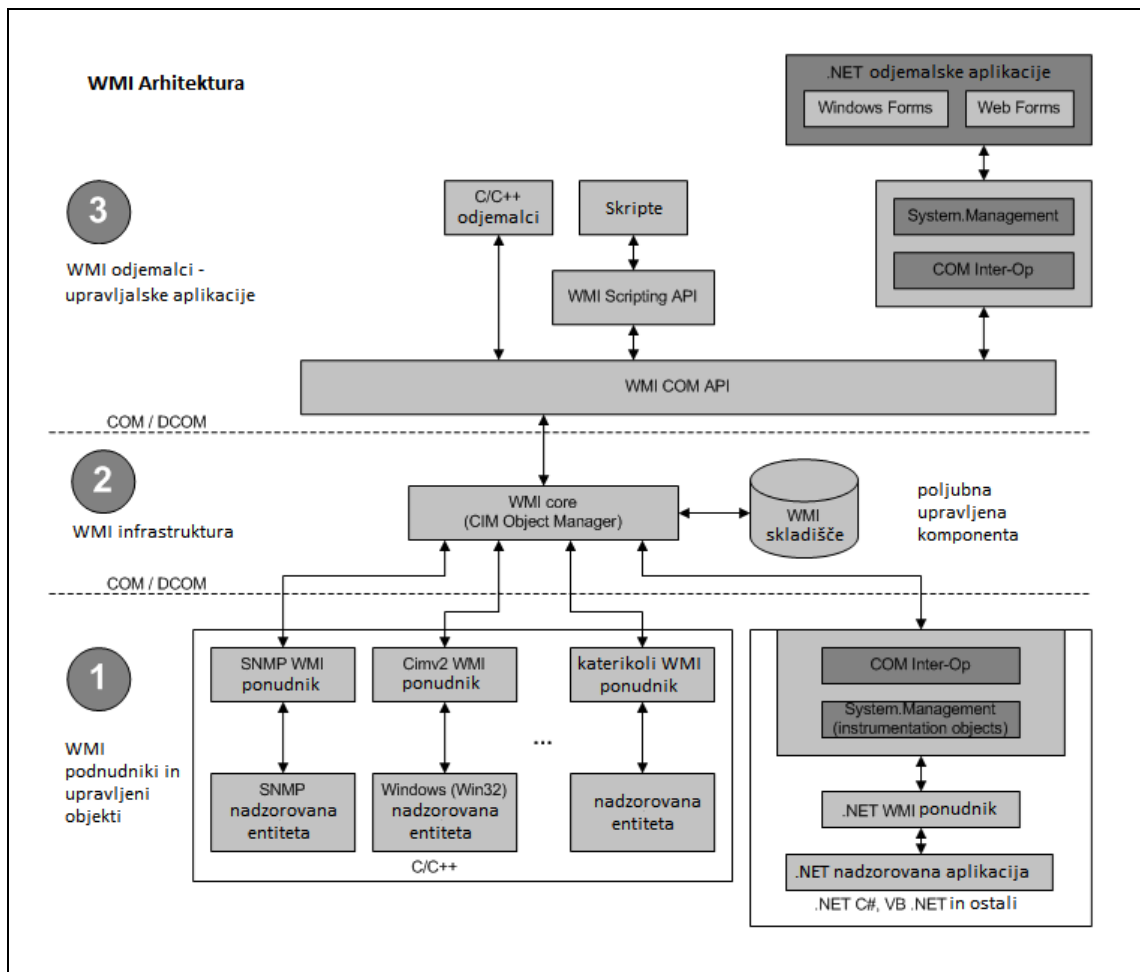 WMI Arhitektura
.NET odjemalske aplikacije
Windows Forms
Web Forms
3
WMI odjemalci -
upravljalske aplikacije
C/C++
odjemalci
Skripte
WMI Scripting API
System.Management
COM Inter-Op
WMI COM API
COM / DCOM
2
WMI infrastruktura
WMI core
(CIM Object Manager)
WMI
skladišče
poljubna
upravljena
komponenta
COM / DCOM
1
WMI
podnudniki in
upravljeni
objekti
SNMP WMI
ponudnik
Cimv2 WMI
ponudnik
katerikoli WMI
ponudnik
...
SNMP
nadzorovana
entiteta
Windows (Win32)
nadzorovana
entiteta
nadzorovana
entiteta
C/C++
COM Inter-Op
System.Management
(instrumentation objects)
.NET WMI ponudnik
.NET nadzorovana aplikacija
.NET C#, VB .NET in ostali